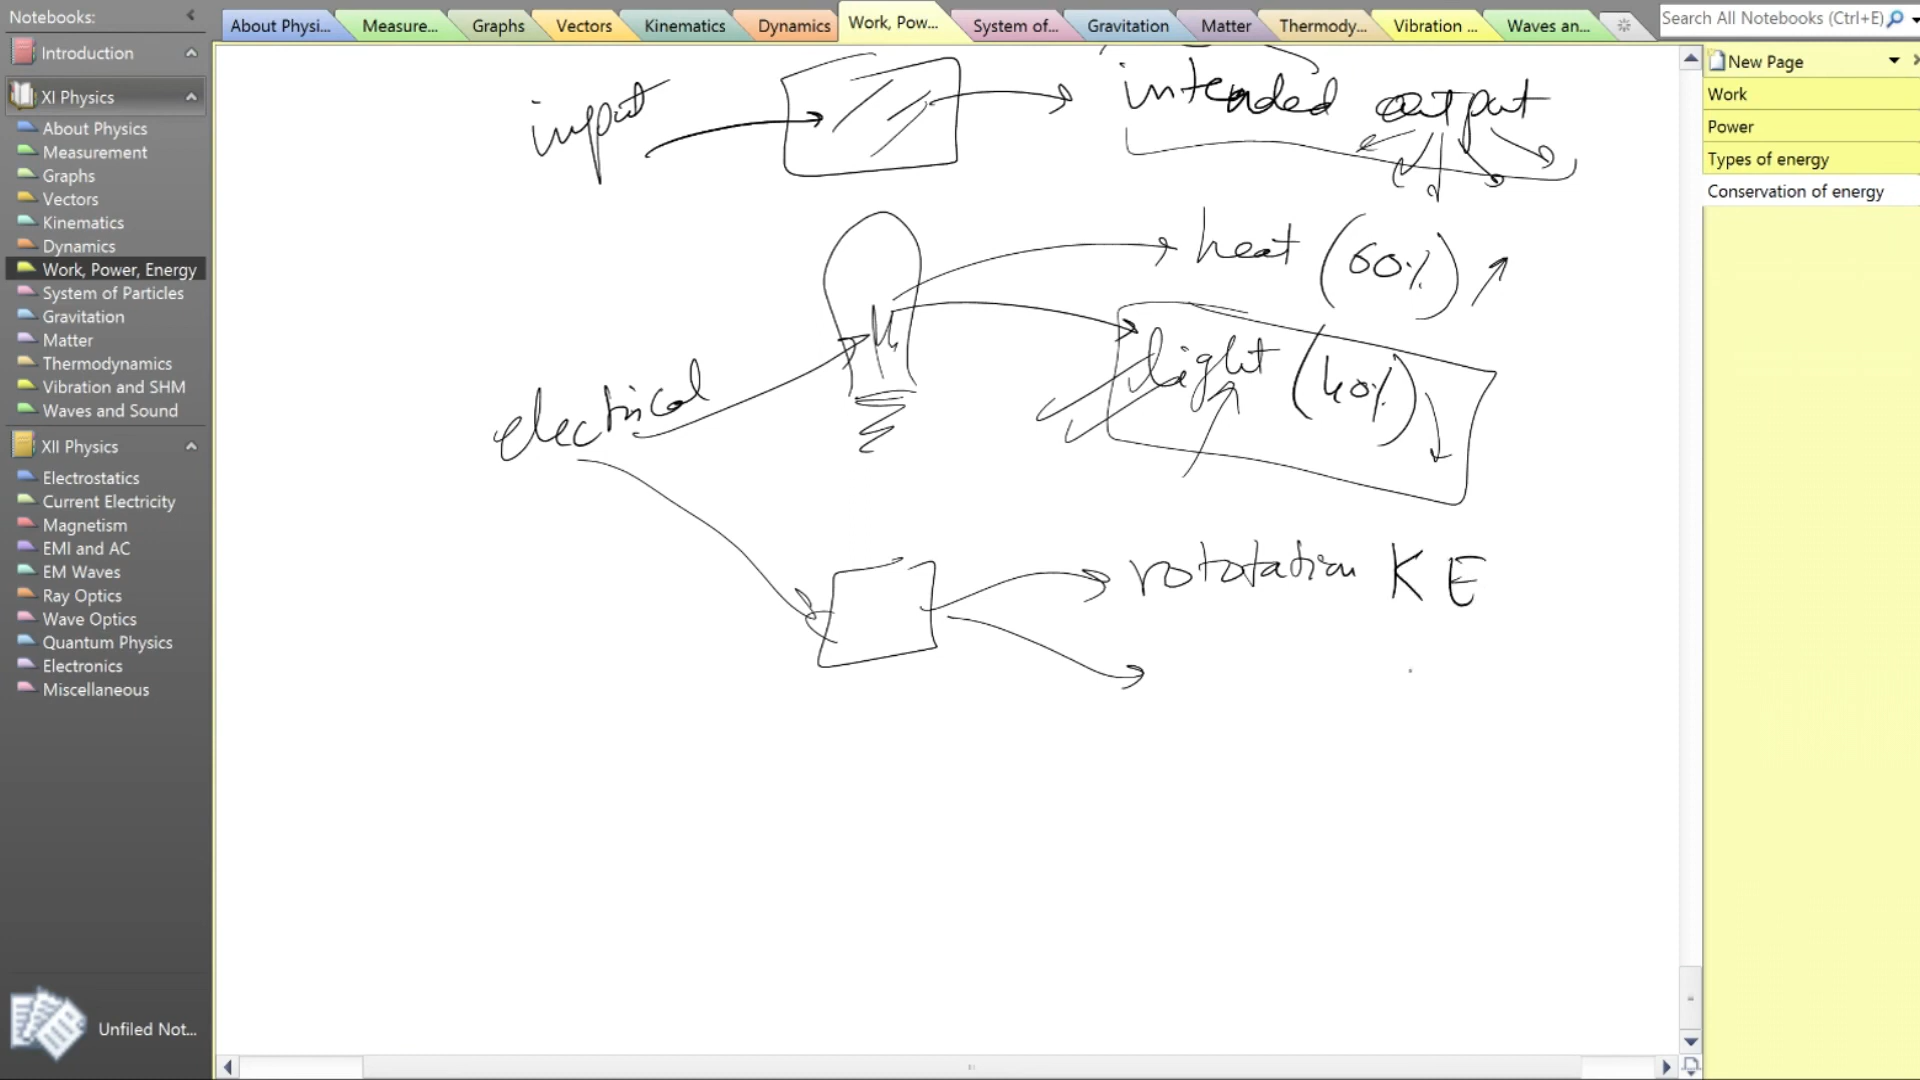 Notebooks:
Introduction
XI Physics
About Physics
Measurement
Graphs
Vectors
Kinematics
Dynamics
Work, Power, Energy
System of Particles
Gravitation
Matter
Thermodynamics
Vibration and SHM
Waves and Sound
XII Physics
Electrostatics
Current Electricity
Magnetism
EMI and AC
EM Waves
Ray Optics
Wave Optics
Quantum Physics
Electronics
Miscellaneous
Unfiled Not...
About Physi... Measure... Graphs Vectors Kinematics Dynamics Work, Pow... System of... Gravitation Matter Thermody... Vibration ... Waves an...
Search All Notebooks (Ctrl+E)
input intended output
heat (60%)
light (40%)
electrical
rototation KE
New Page
Work
Power
Types of energy
Conservation of energy